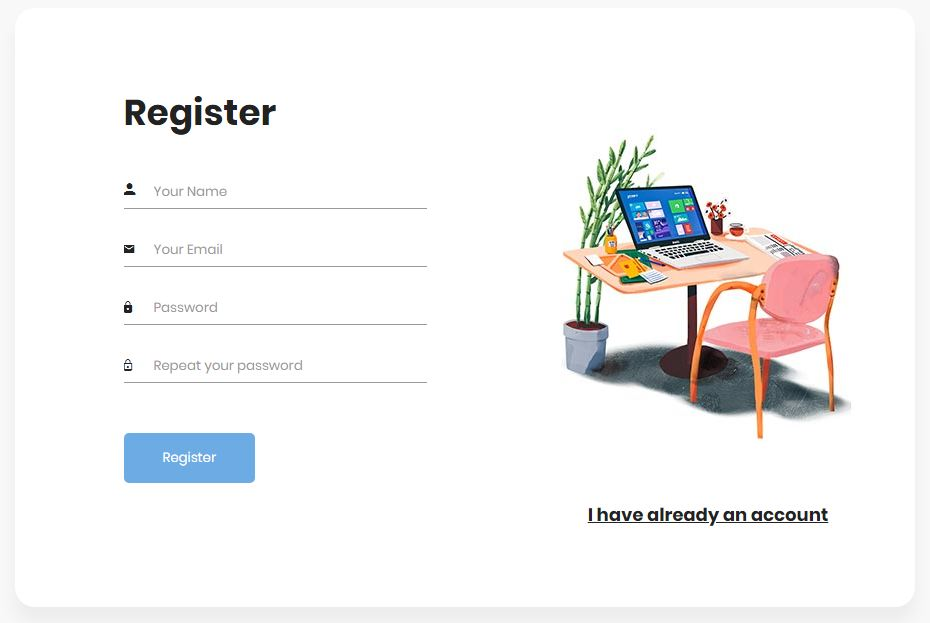 Register
Your Name
Your Email
Password
Repeat your password
Register
I have already an account